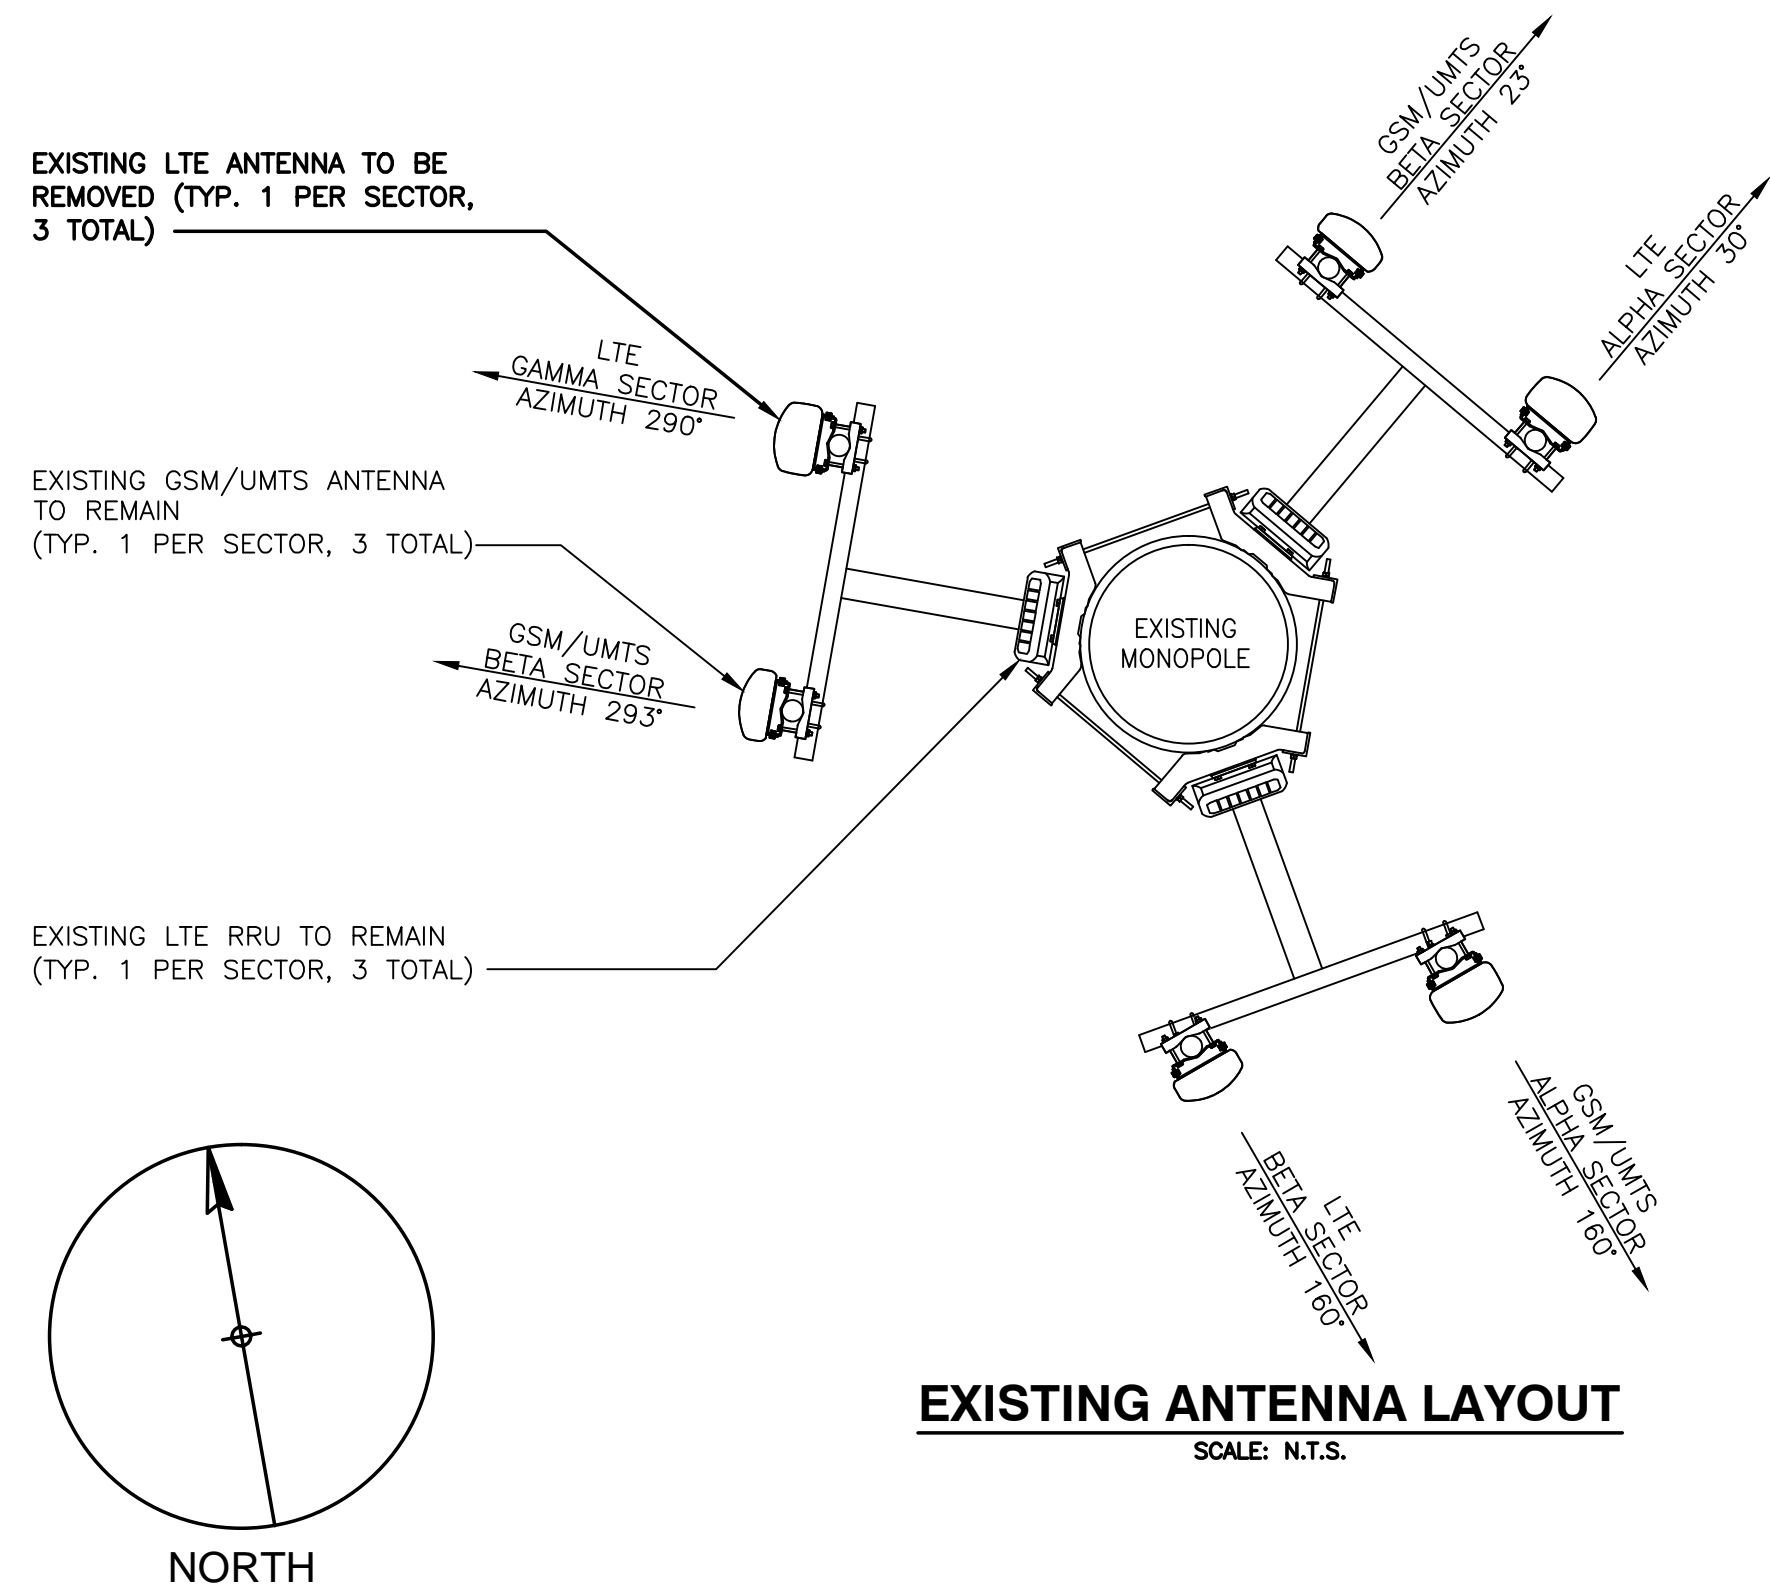 GSM/UMTS
BETA SECTOR
AZIMUTH 23°
LTE
ALPHA SECTOR
AZIMUTH 30°
EXISTING LTE ANTENNA TO BE
REMOVED (TYP. 1 PER SECTOR,
3 TOTAL)
LTE
GAMMA SECTOR
AZIMUTH 290°
EXISTING GSM/UMTS ANTENNA
TO REMAIN
(TYP. 1 PER SECTOR, 3 TOTAL)
GSM/UMTS
BETA SECTOR
AZIMUTH 293°
EXISTING
MONOPOLE
EXISTING LTE RRU TO REMAIN
(TYP. 1 PER SECTOR, 3 TOTAL)
GSM/UMTS
ALPHA SECTOR
AZIMUTH 160°
LTE
BETA SECTOR
AZIMUTH 160°
EXISTING ANTENNA LAYOUT
SCALE: N.T.S.
NORTH